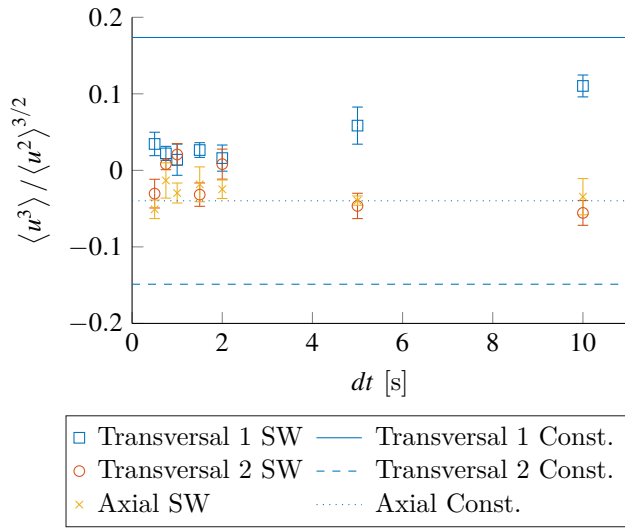 0.2
0.1
0
−0.1
−0.2
⟨u³⟩/⟨u²⟩^{3/2}
0 2 4 6 8 10
dt [s]
Transversal 1 SW Transversal 1 Const.
Transversal 2 SW Transversal 2 Const.
Axial SW Axial Const.